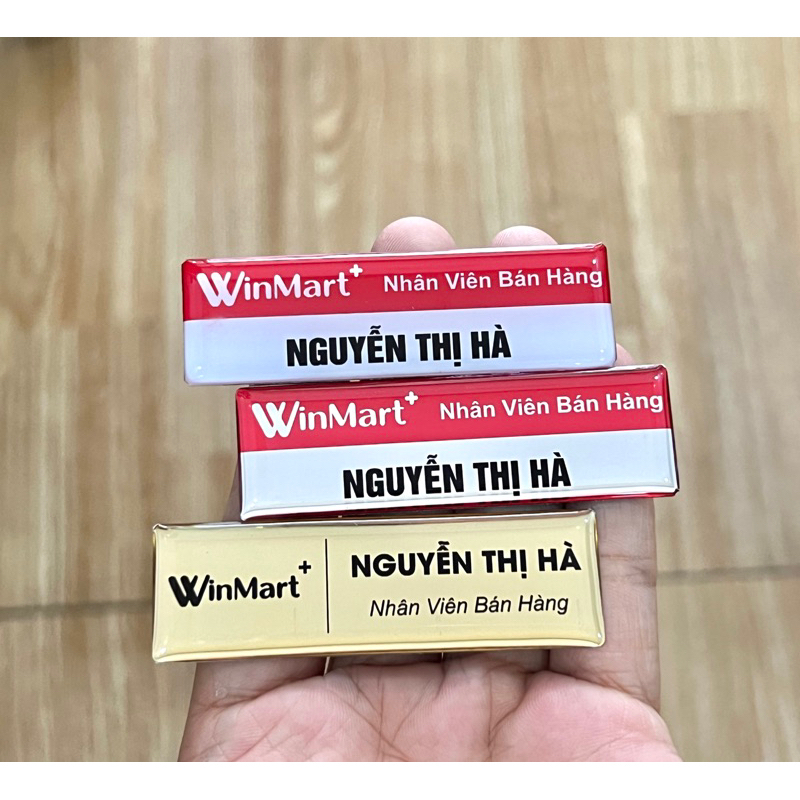 WinMart+ Nhân Viên Bán Hàng
NGUYỄN THỊ HÀ
WinMart+ Nhân Viên Bán Hàng
NGUYỄN THỊ HÀ
WinMart+
NGUYỄN THỊ HÀ
Nhân Viên Bán Hàng